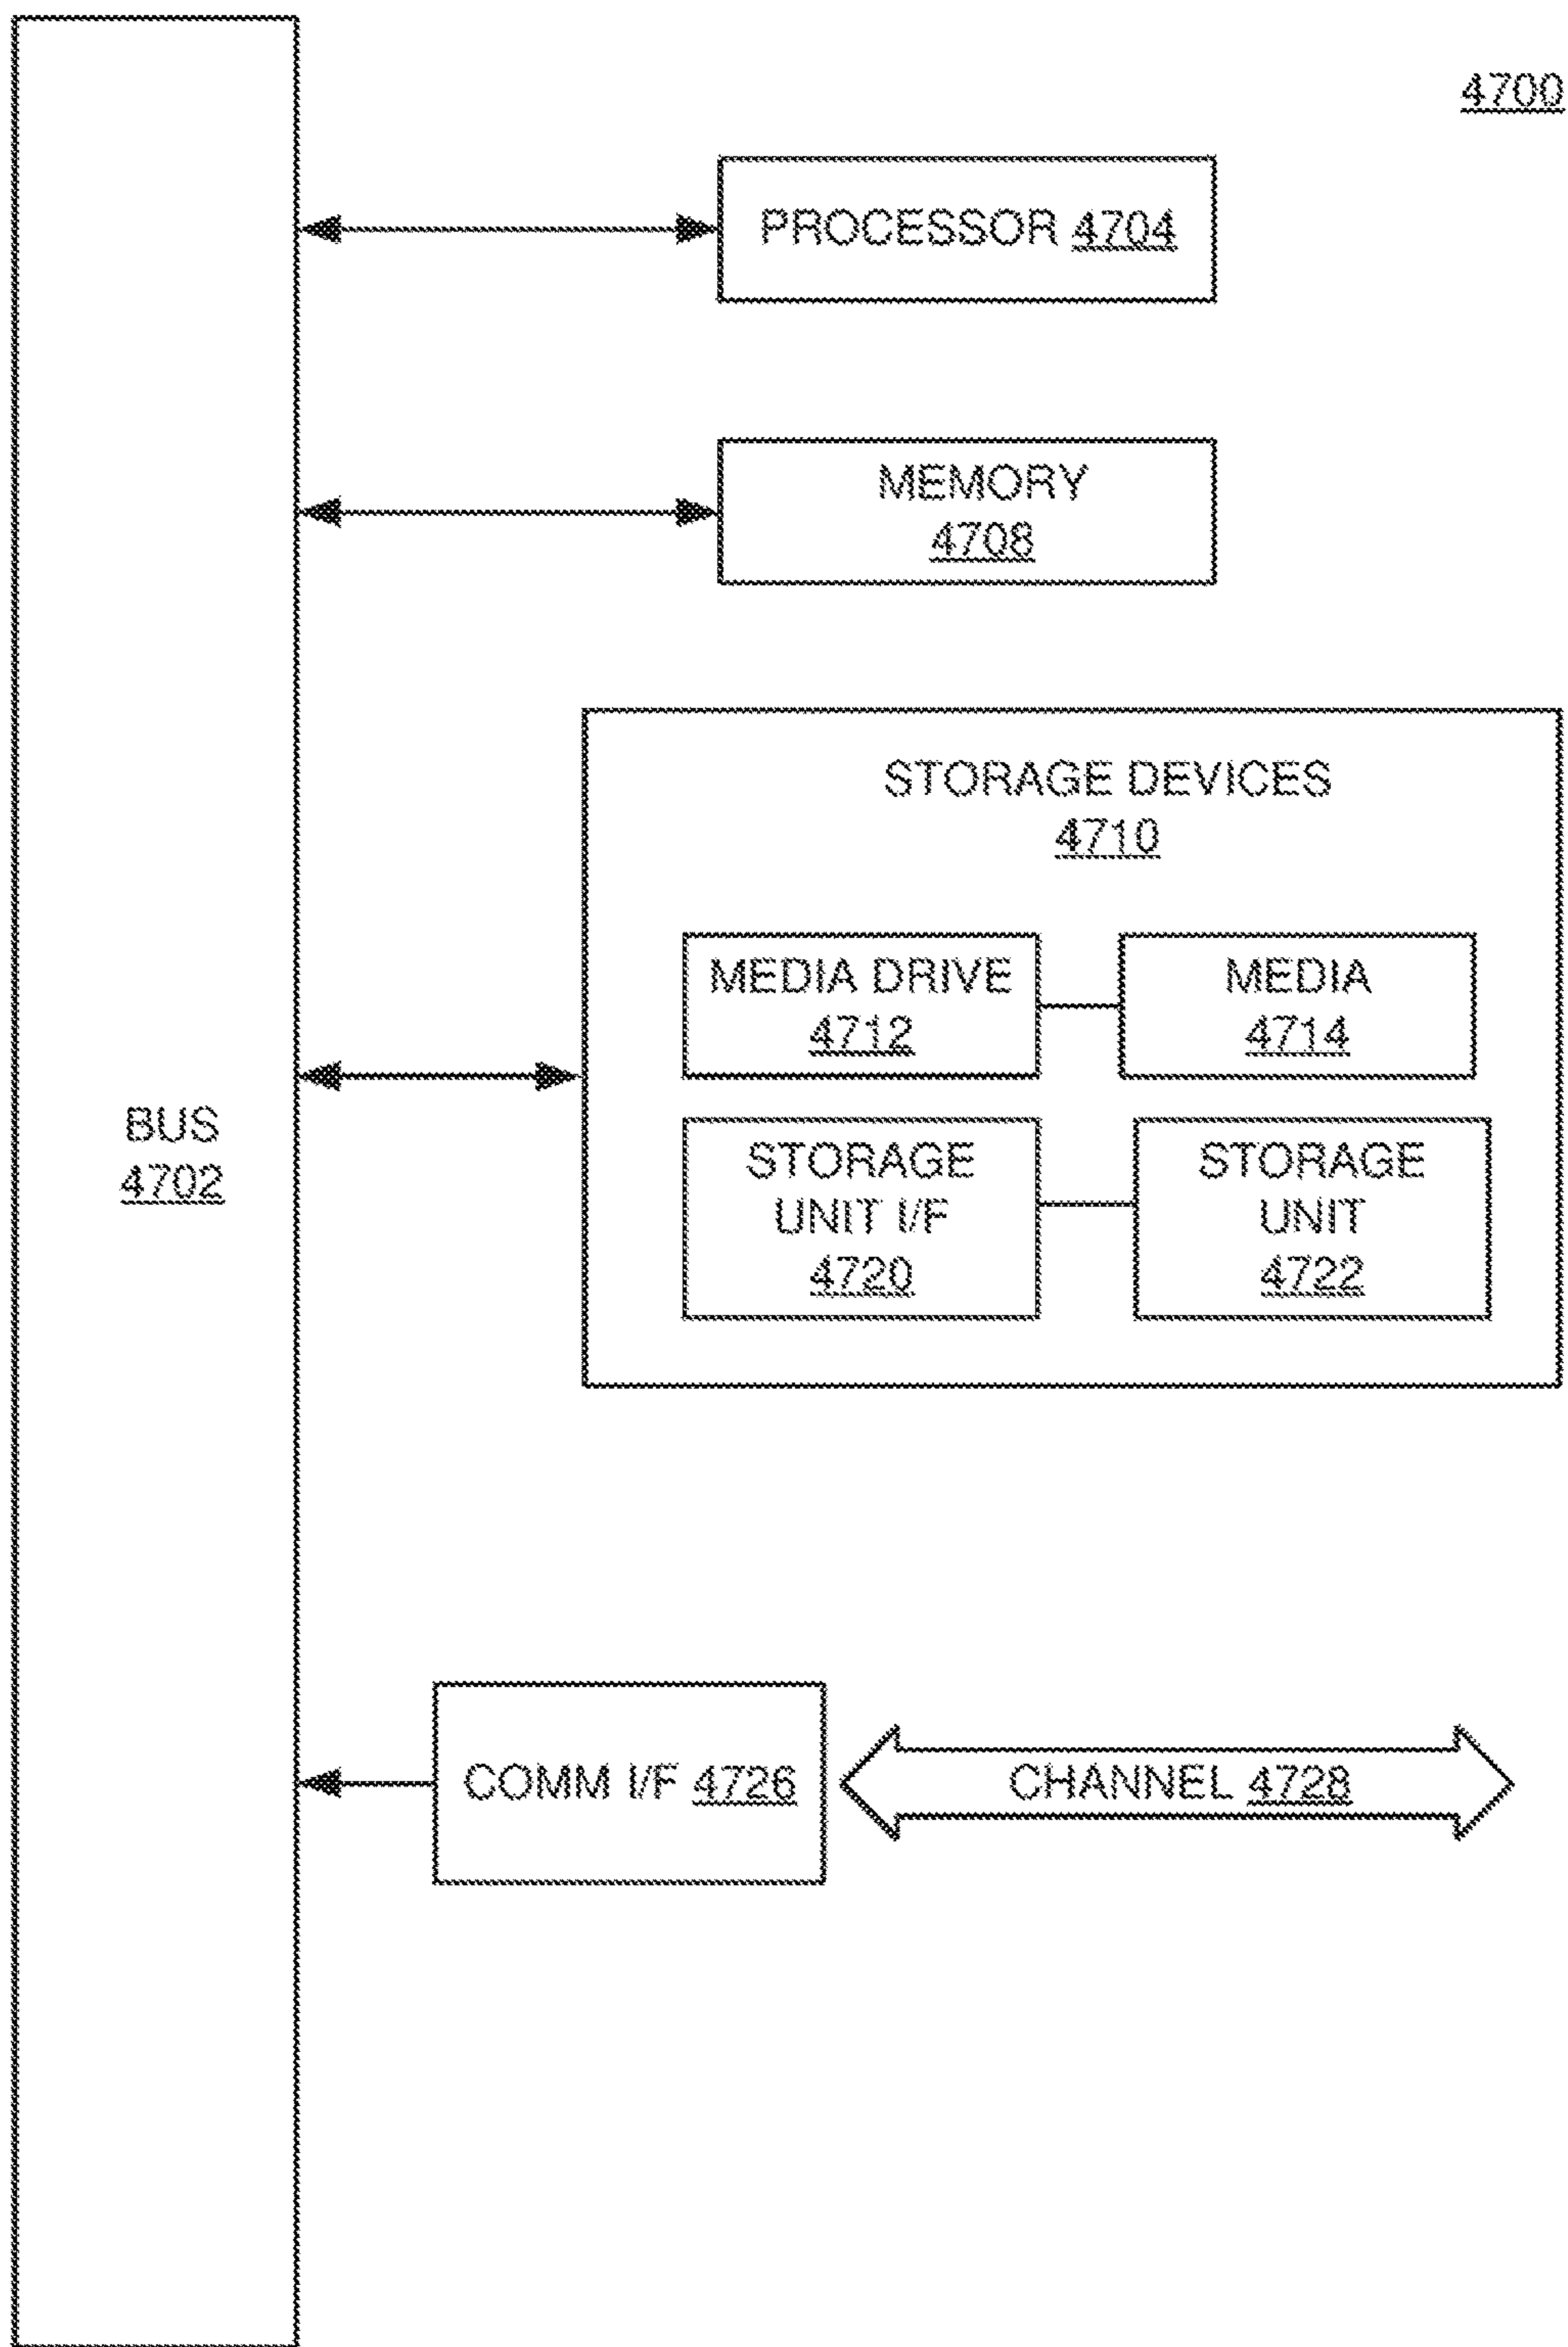 4700
PROCESSOR 4704
MEMORY
4708
STORAGE DEVICES
4710
MEDIA DRIVE
4712
MEDIA
4714
BUS
4702
STORAGE
UNIT I/F
4720
STORAGE
UNIT
4722
COMM I/F 4726
CHANNEL 4728